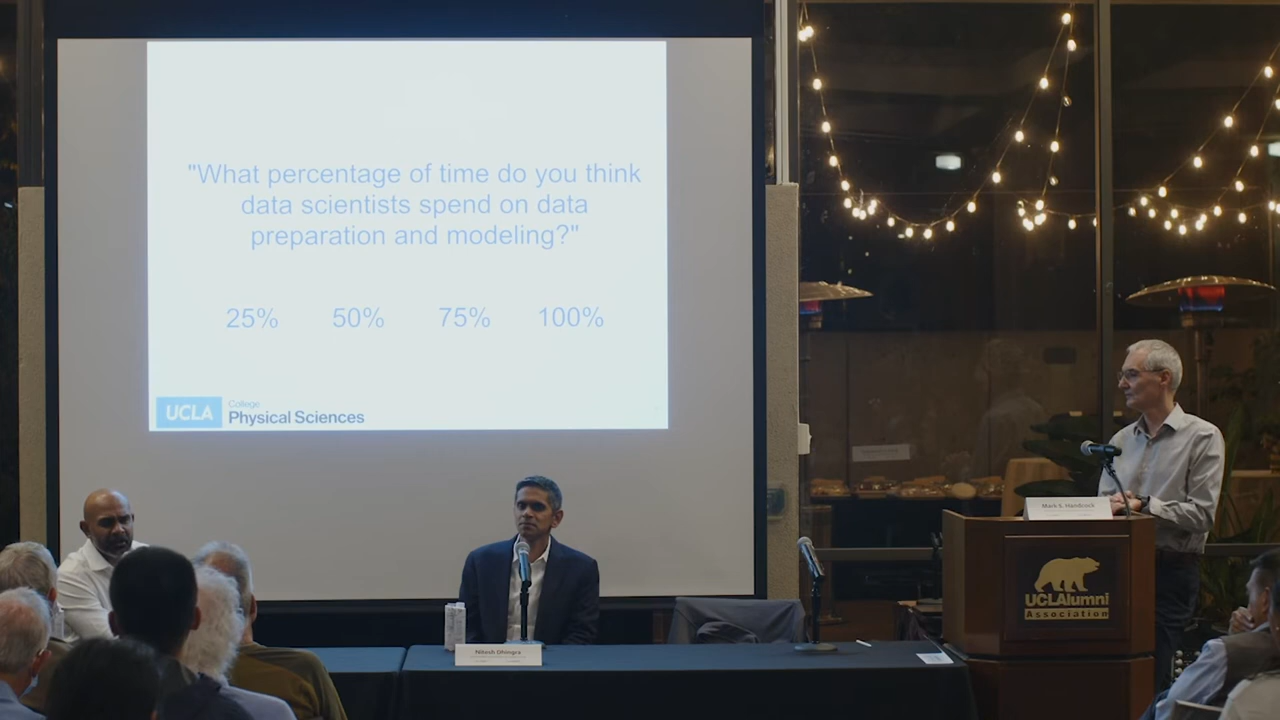 "What percentage of time do you think
data scientists spend on data
preparation and modeling?"
25% 50% 75% 100%
UCLA
College
Physical Sciences
Mark S. Handcock
UCLAlumni
Association
Nilesh Dhingra